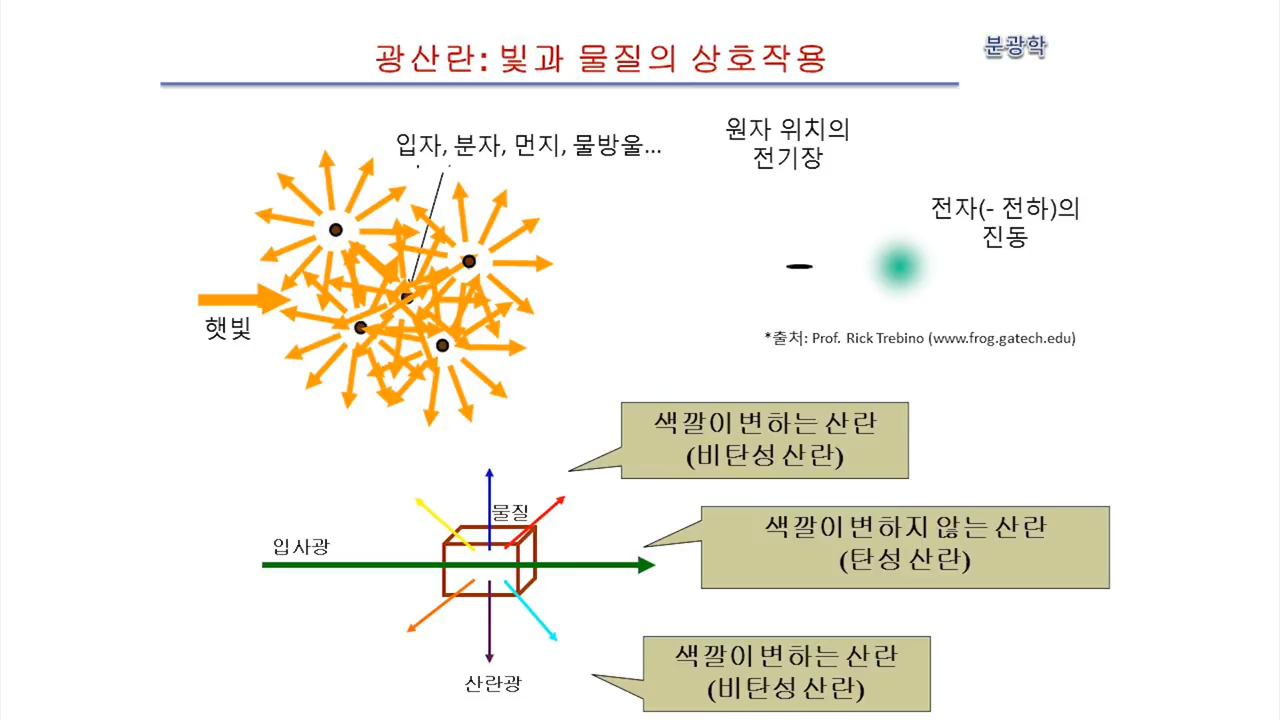 광산란: 빛과 물질의 상호작용
분광학
입자, 분자, 먼지, 물방울...
원자 위치의
전기장
전자(- 전하)의
진동
햇빛
*출처: Prof. Rick Trebino (www.frog.gatech.edu)
색깔이 변하는 산란
(비탄성 산란)
물질
입사광
색깔이 변하지 않는 산란
(탄성 산란)
색깔이 변하는 산란
(비탄성 산란)
산란광